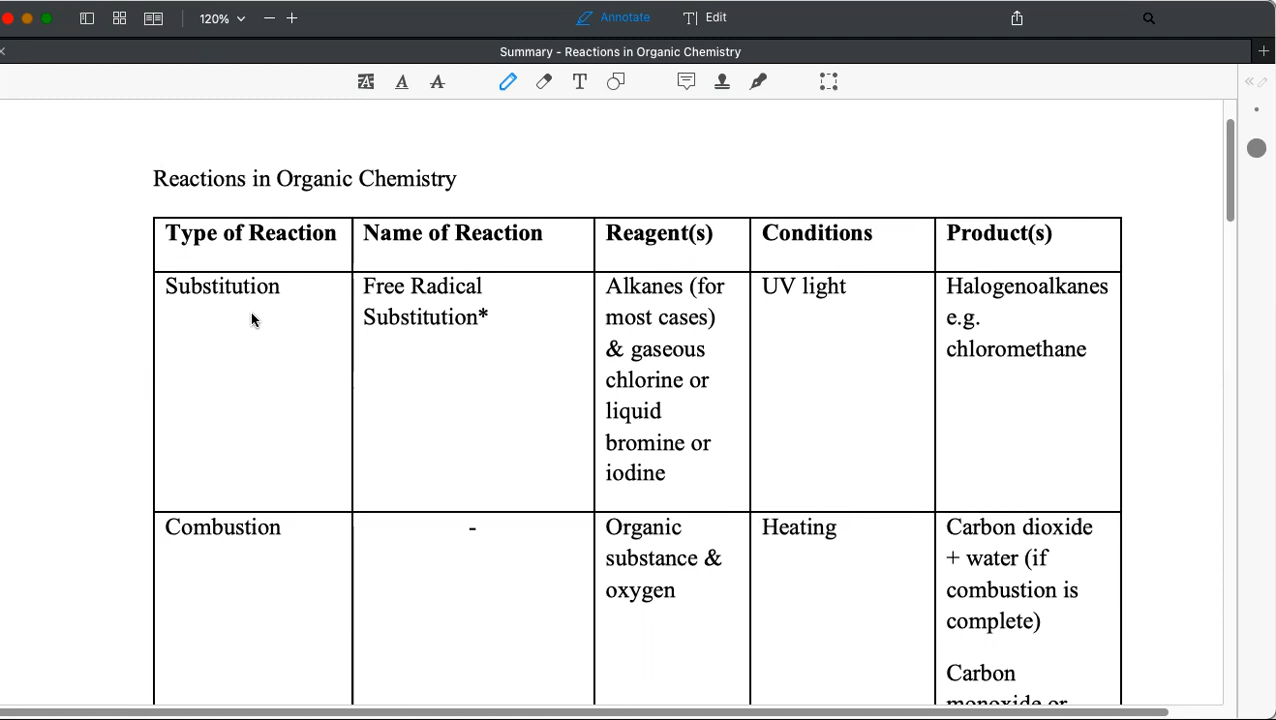 120%
Annotate
T| Edit
Summary - Reactions in Organic Chemistry
Reactions in Organic Chemistry
Type of Reaction
Name of Reaction
Reagent(s)
Conditions
Product(s)
Substitution
Free Radical
Substitution*
Alkanes (for
most cases)
& gaseous
chlorine or
liquid
bromine or
iodine
UV light
Halogenoalkanes
e.g.
chloromethane
Combustion
-
Organic
substance &
oxygen
Heating
Carbon dioxide
+ water (if
combustion is
complete)
Carbon
monoxide or